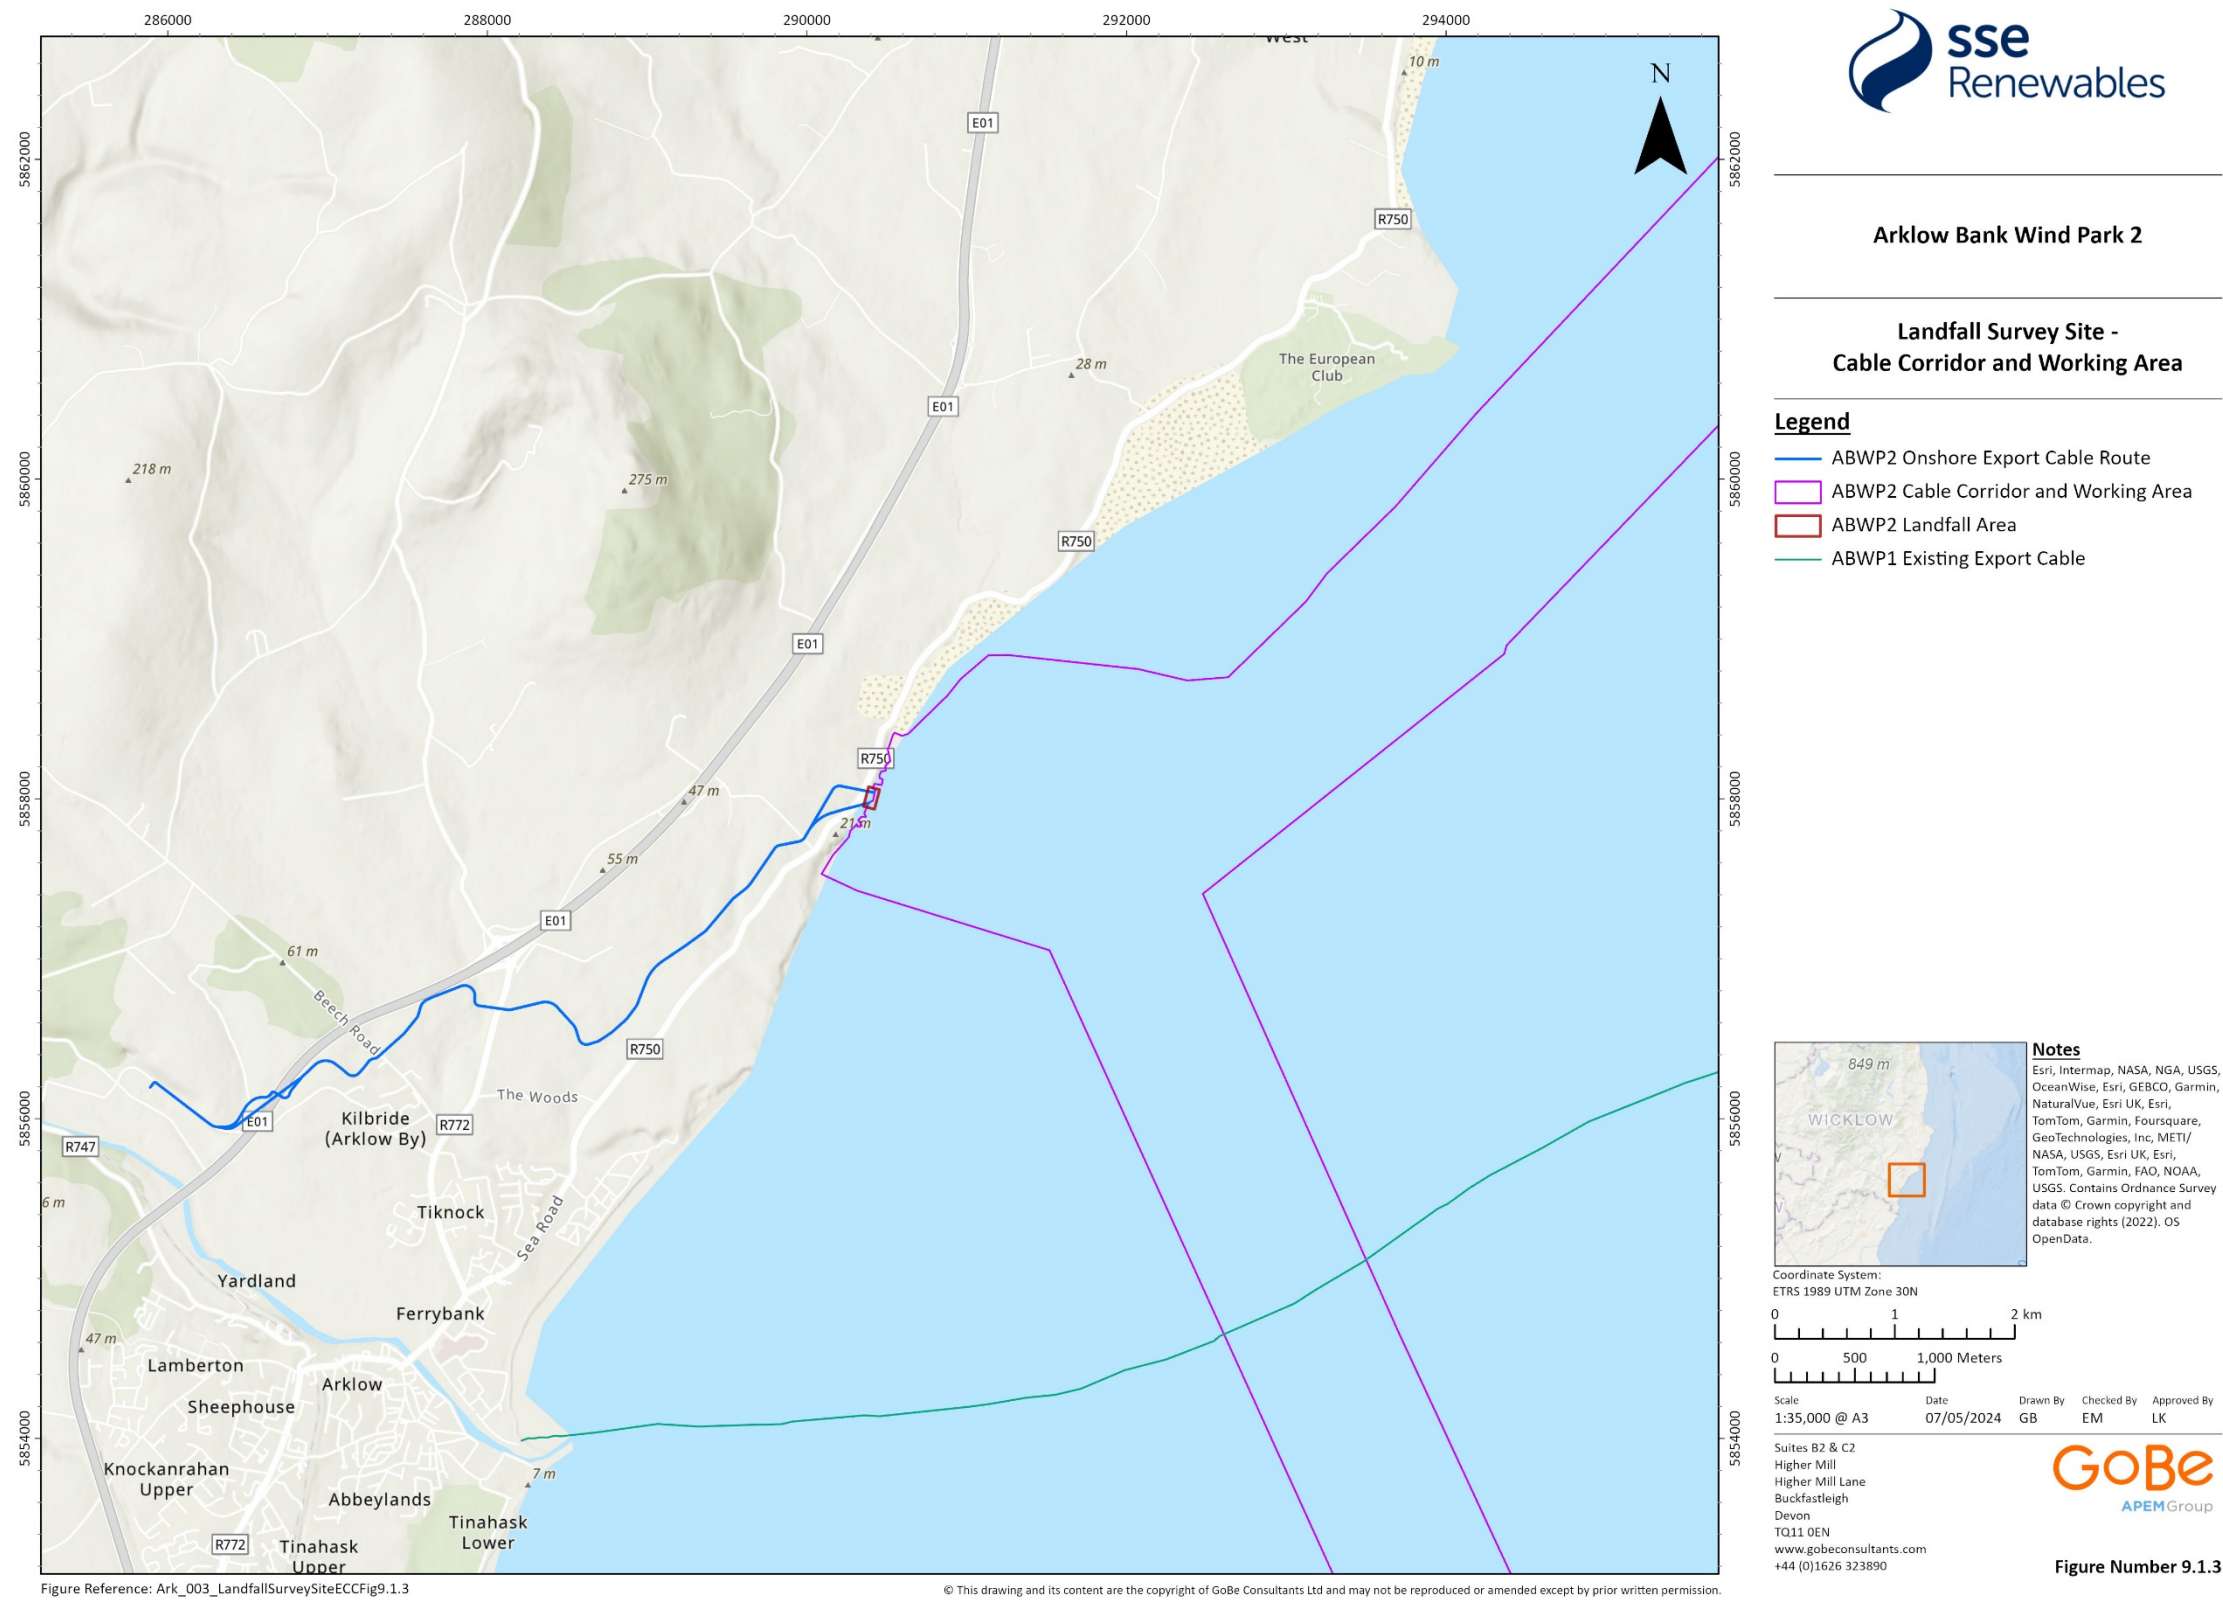 286000
288000
290000
292000
294000
West
10 m
N
E01
5862000
5862000
R750
The European
Club
28 m
E01
218 m
275 m
5860000
5860000
R750
E01
R750
47 m
5858000
5858000
21 m
55 m
E01
61 m
Beech Road
R750
The Woods
E01
Kilbride
(Arklow By)
R772
5856000
5856000
R747
6 m
Tiknock
Sea Road
Yardland
Ferrybank
47 m
Lamberton
Arklow
Sheephouse
5854000
5854000
Knockanrahan
Upper
7 m
Abbeylands
Tinahask
Lower
R772
Tinahask
Upper
Figure Reference: Ark_003_LandfallSurveySiteECCFig9.1.3
© This drawing and its content are the copyright of GoBe Consultants Ltd and may not be reproduced or amended except by prior written permission.
sse
Renewables
Arklow Bank Wind Park 2
Landfall Survey Site -
Cable Corridor and Working Area
Legend
ABWP2 Onshore Export Cable Route
ABWP2 Cable Corridor and Working Area
ABWP2 Landfall Area
ABWP1 Existing Export Cable
849 m
WICKLOW
Notes
Esri, Intermap, NASA, NGA, USGS,
OceanWise, Esri, GEBCO, Garmin,
NaturalVue, Esri UK, Esri,
TomTom, Garmin, Foursquare,
GeoTechnologies, Inc, METI/
NASA, USGS, Esri UK, Esri,
TomTom, Garmin, FAO, NOAA,
USGS. Contains Ordnance Survey
data © Crown copyright and
database rights (2022). OS
OpenData.
Coordinate System:
ETRS 1989 UTM Zone 30N
0 1 2 km
0 500 1,000 Meters
Scale Date Drawn By Checked By Approved By
1:35,000 @ A3 07/05/2024 GB EM LK
Suites B2 & C2
Higher Mill
Higher Mill Lane
Buckfastleigh
Devon
TQ11 0EN
www.gobeconsultants.com
+44 (0)1626 323890
GoBe
APEMGroup
Figure Number 9.1.3